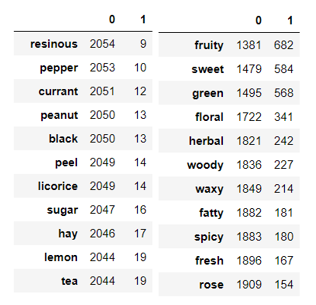 0 1
resinous 2054 9
pepper 2053 10
currant 2051 12
peanut 2050 13
black 2050 13
peel 2049 14
licorice 2049 14
sugar 2047 16
hay 2046 17
lemon 2044 19
tea 2044 19
0 1
fruity 1381 682
sweet 1479 584
green 1495 568
floral 1722 341
herbal 1821 242
woody 1836 227
waxy 1849 214
fatty 1882 181
spicy 1883 180
fresh 1896 167
rose 1909 154